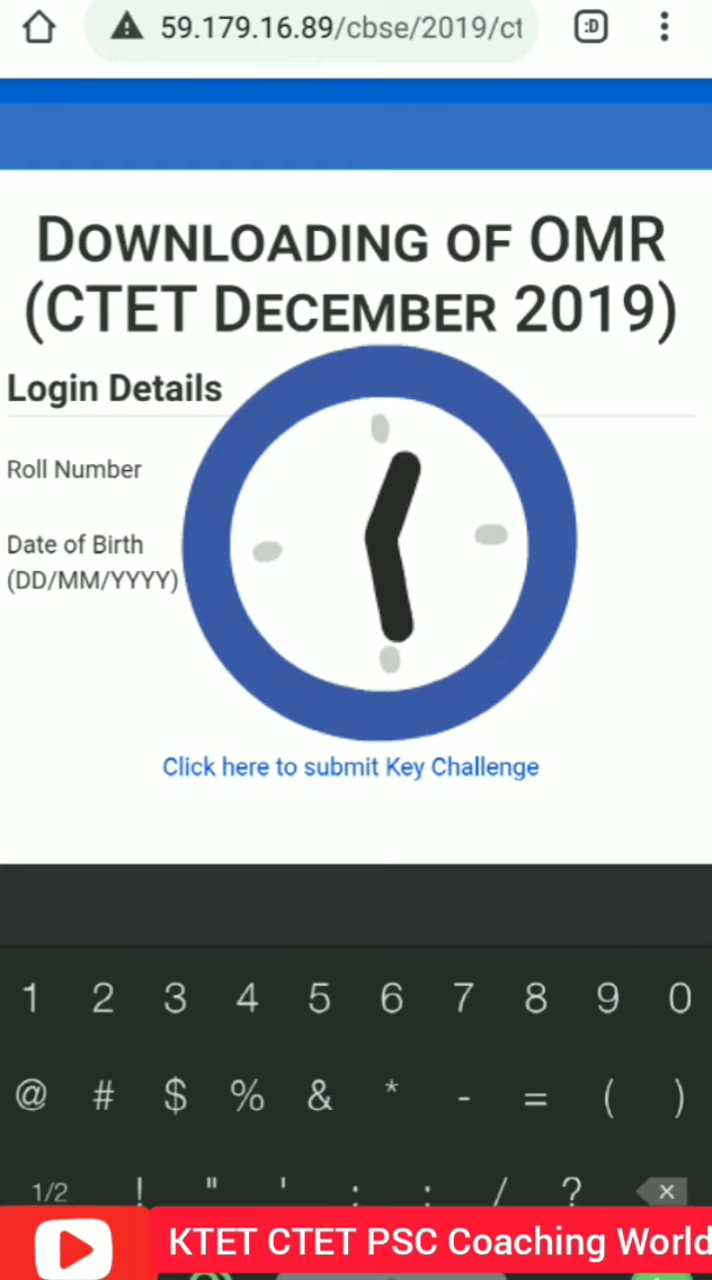 59.179.16.89/cbse/2019/ct
:D
DOWNLOADING OF OMR
(CTET DECEMBER 2019)
Login Details
Roll Number
Date of Birth
(DD/MM/YYYY)
Click here to submit Key Challenge
1 2 3 4 5 6 7 8 9 0
@ # $ % & * - = ( )
1/2 ! " ' : : / ?
KTET CTET PSC Coaching World